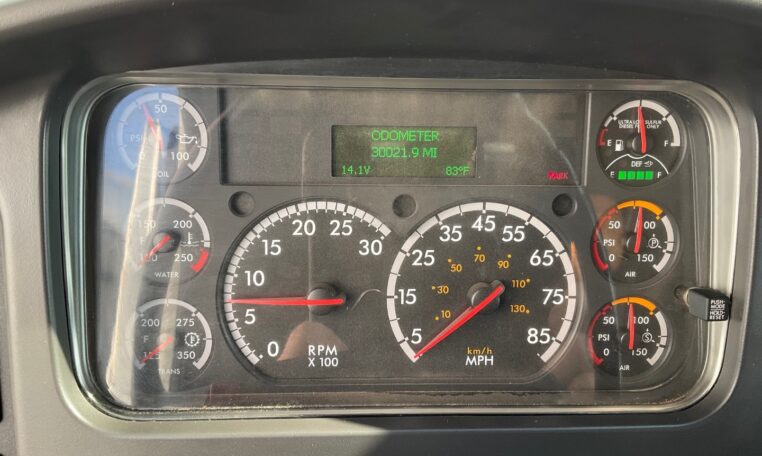 50
PSI
0 100
OIL
ODOMETER
30021.9 MI
14.1V 83°F
PARK
ULTRA LOW SULFUR
DIESEL FUEL ONLY
E F
DEF
E F
150 200
F
250
WATER
0 5 10 15 20 25 30
RPM
X 100
5 15 25 35 45 55 65 75 85
10 30 50 70 90 110 130
km/h
MPH
50 100
PSI P
0 150
AIR
PUSH-
MODE
HOLD-
RESET
200 275
F
125 350
TRANS
50 100
PSI S
0 150
AIR